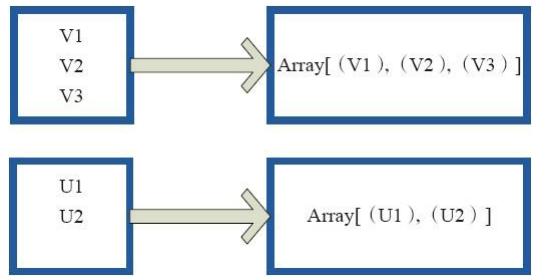 V1
V2
V3
Array[（V1），（V2），（V3）]
U1
U2
Array[（U1），（U2）]